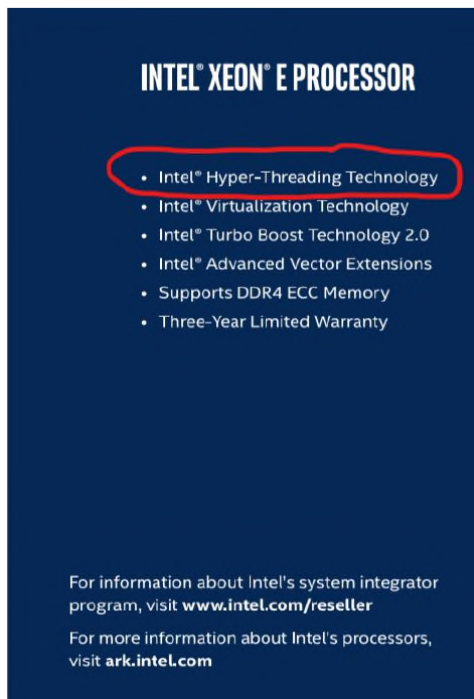 INTEL® XEON® E PROCESSOR
• Intel® Hyper-Threading Technology
• Intel® Virtualization Technology
• Intel® Turbo Boost Technology 2.0
• Intel® Advanced Vector Extensions
• Supports DDR4 ECC Memory
• Three-Year Limited Warranty
For information about Intel's system integrator
program, visit www.intel.com/reseller
For more information about Intel's processors,
visit ark.intel.com